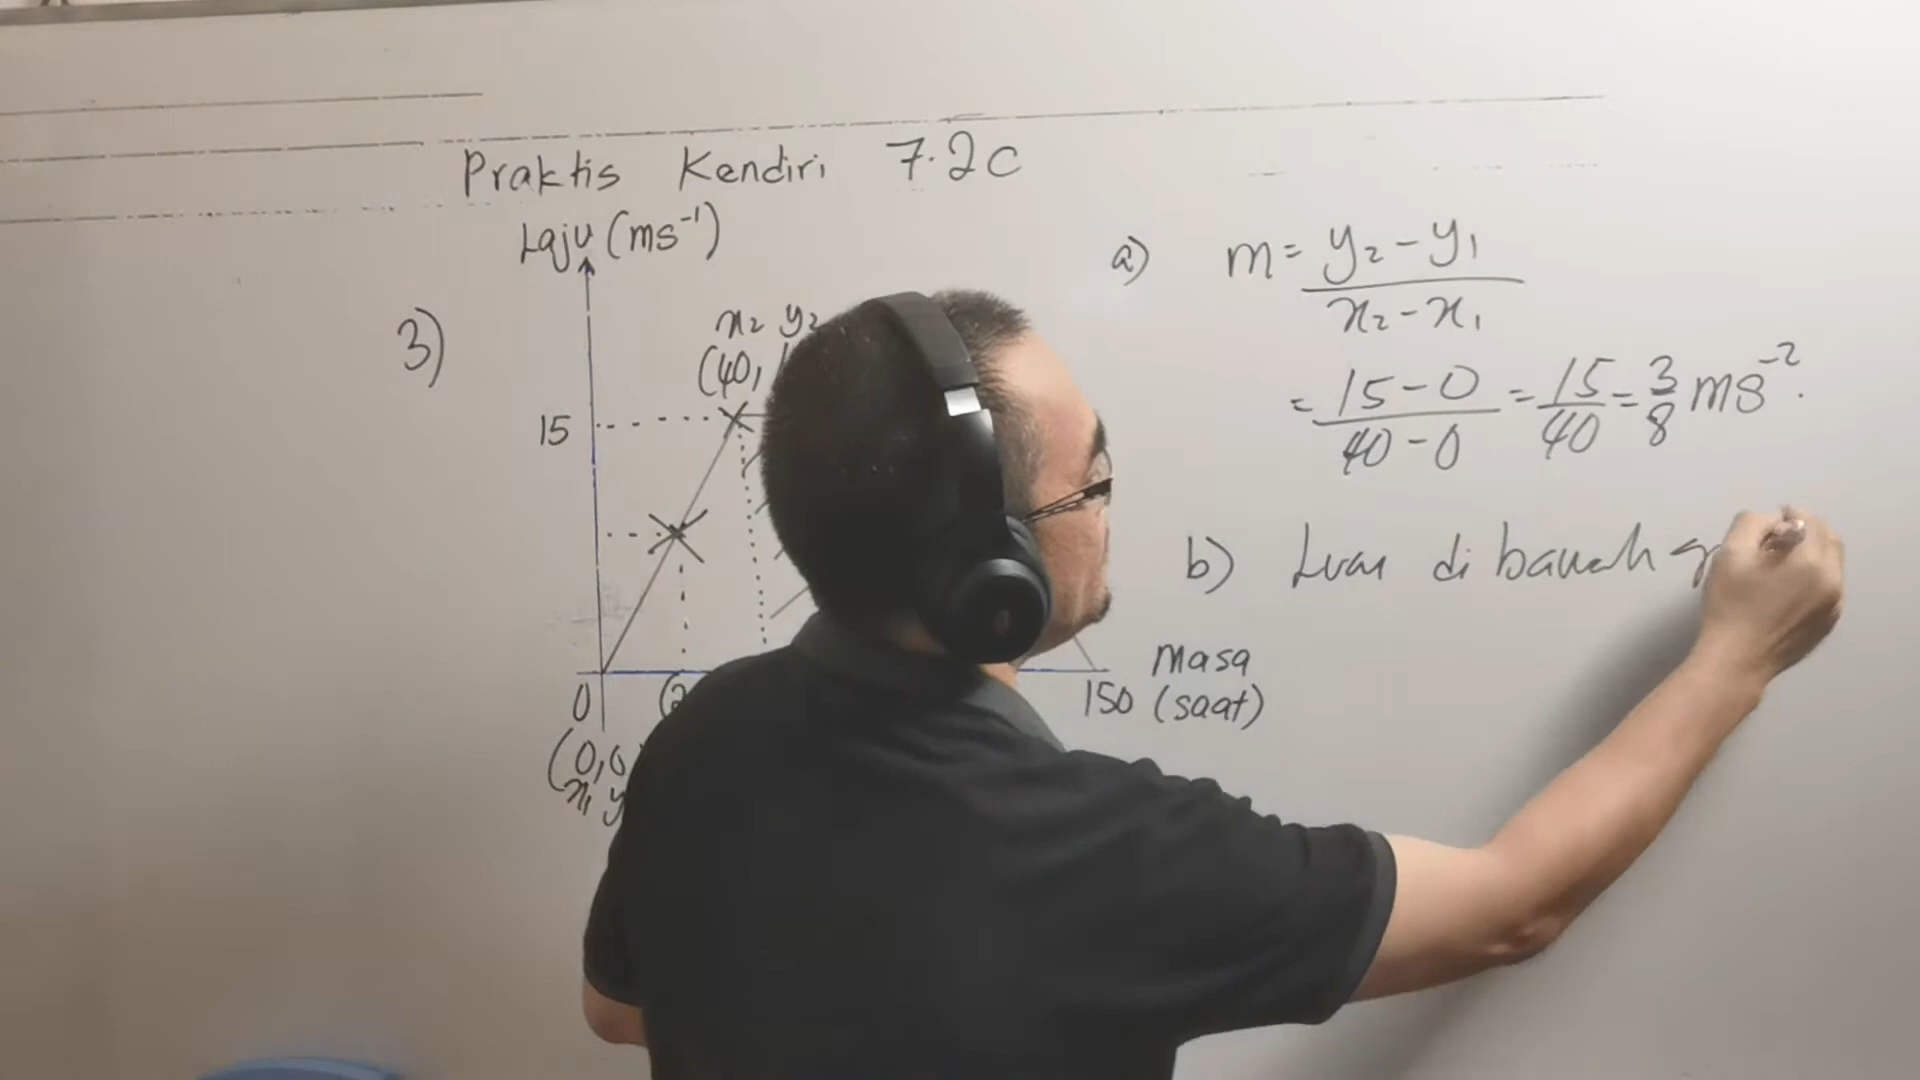 Praktis Kendiri 7.2C
Laju (ms⁻¹)
3)
x₂ y₂
(40,
15
0
150
Masa
(saat)
(0,0
x₁ y
a) m = y₂ - y₁
x₂ - x₁
= 15 - 0 = 15 = 3 ms⁻².
40 - 0 40 8
b) Luas di bawah